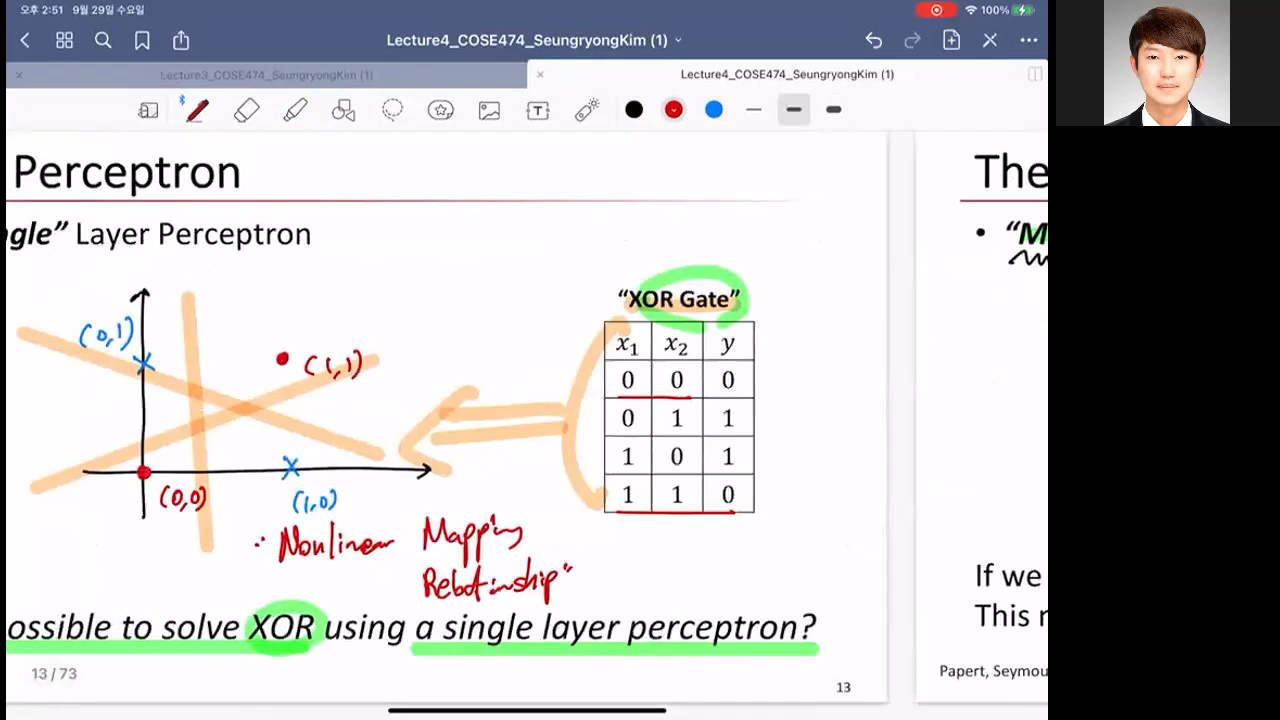 오후 2:51 9월 29일 수요일
100%
Lecture4_COSE474_SeungryongKim (1)
Lecture3_COSE474_SeungryongKim (1)
Lecture4_COSE474_SeungryongKim (1)
T
Perceptron
ngle” Layer Perceptron
(0,1)
(1,1)
(0,0)
(1,0)
“XOR Gate”
x₁ x₂ y
0 0 0
0 1 1
1 0 1
1 1 0
Nonlinear Mapping
Relationship"
ossible to solve XOR using a single layer perceptron?
13 / 73
13
The
• “M
If we
This r
Papert, Seymou